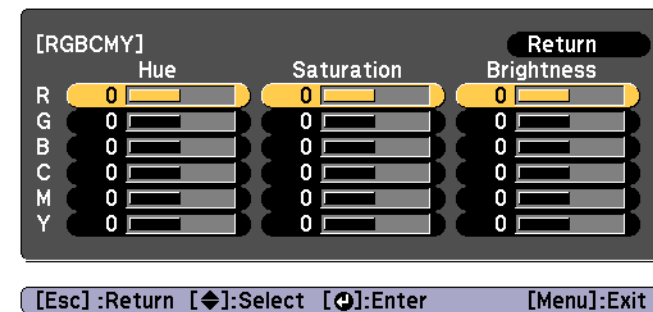 [RGBCMY] Return
Hue Saturation Brightness
R 0 0 0
G 0 0 0
B 0 0 0
C 0 0 0
M 0 0 0
Y 0 0 0
[Esc] :Return [◆]:Select [⏎]:Enter [Menu]:Exit